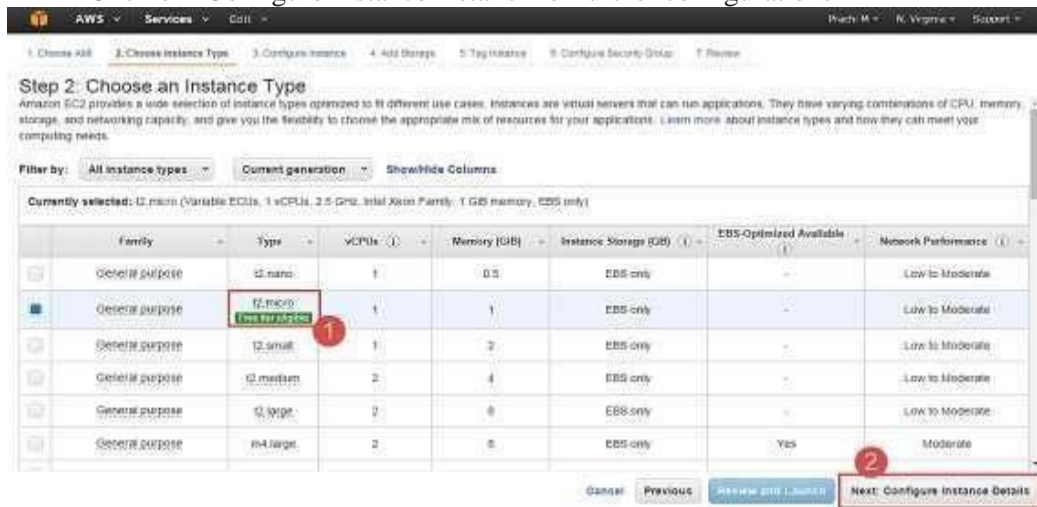 AWS Services Edit Prachi M N. Virginia Support
1. Choose AMI 2. Choose Instance Type 3. Configure Instance 4. Add Storage 5. Tag Instance 6. Configure Security Group 7. Review
Step 2: Choose an Instance Type
Amazon EC2 provides a wide selection of instance types optimized to fit different use cases. Instances are virtual servers that can run applications. They have varying combinations of CPU, memory,
storage, and networking capacity, and give you the flexibility to choose the appropriate mix of resources for your applications. Learn more about instance types and how they can meet your
computing needs.
Filter by: All instance types Current generation Show/Hide Columns
Currently selected: t2.micro (Variable ECUs, 1 vCPUs, 2.5 GHz, Intel Xeon Family, 1 GiB memory, EBS only)
Family Type vCPUs Memory (GiB) Instance Storage (GB) EBS-Optimized Available Network Performance
General purpose t2.nano 1 0.5 EBS only - Low to Moderate
General purpose t2.micro 1 1 EBS only - Low to Moderate
Free tier eligible
1
General purpose t2.small 1 2 EBS only - Low to Moderate
General purpose t2.medium 2 4 EBS only - Low to Moderate
General purpose t2.large 2 8 EBS only - Low to Moderate
General purpose m4.large 2 8 EBS only Yes Moderate
2
Cancel Previous Review and Launch Next: Configure Instance Details